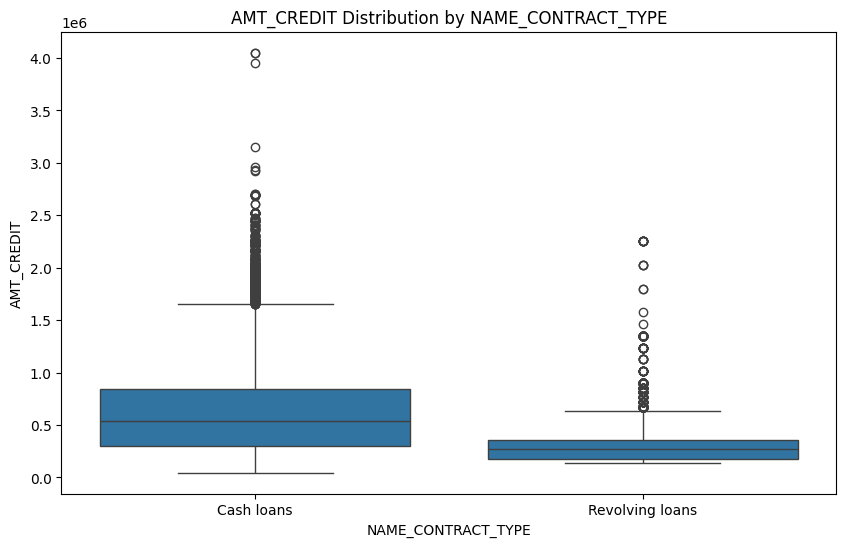 AMT_CREDIT Distribution by NAME_CONTRACT_TYPE
1e6
4.0
3.5
3.0
2.5
2.0
1.5
1.0
0.5
0.0
AMT_CREDIT
Cash loans
Revolving loans
NAME_CONTRACT_TYPE